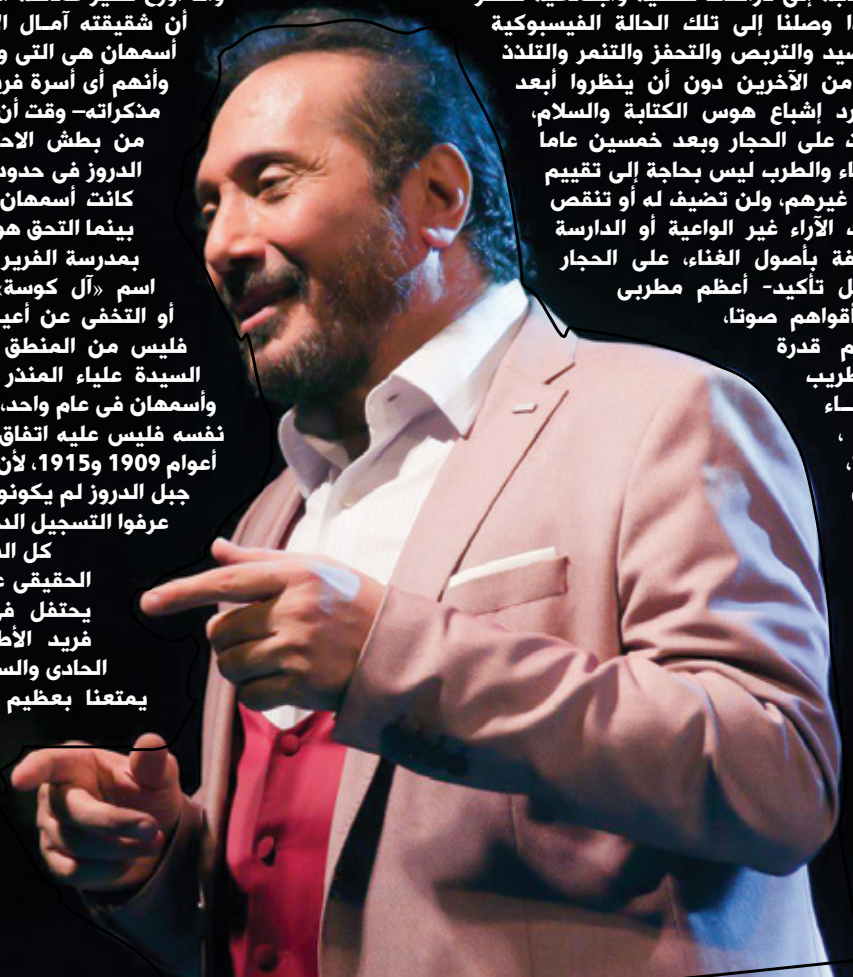 وصلنا إلى تلك الحالة الفيسبوكية
صيد والتربص والتحفز والتنمر والتلذذ
من الآخرين دون أن ينظروا أبعد
رد إشباع هوس الكتابة والسلام،
على الحجار وبعد خمسين عاما
اء والطرب ليس بحاجة إلى تقييم
غيرهم، ولن تضيف له أو تنقص
، الآراء غير الواعية أو الدارسة
فة بأصول الغناء، على الحجار
ل تأكيد- أعظم مطربى
أقواهم صوتا،
م قدرة
طريب
ـاء
،
أن شقيقته آمـال الا
أسمهان هى التى و
وأنهم أى أسرة فري
مذكراته– وقت أن
من بطش الاح
الدروز فى حدود
كانت أسمهان
بينما التحق هو
بمدرسة الفرير
اسم «آل كوسة»
أو التخفى عن أعي
فليس من المنطق
السيدة علياء المنذر
وأسمهان فى عام واحد،
نفسه فليس عليه اتفاق
أعوام 1909 و1915، لأن
جبل الدروز لم يكونو
عرفوا التسجيل الد
كل ال
الحقيقى ع
يحتفل فى
فريد الأط
الحادى والس
يمتعنا بعظيم